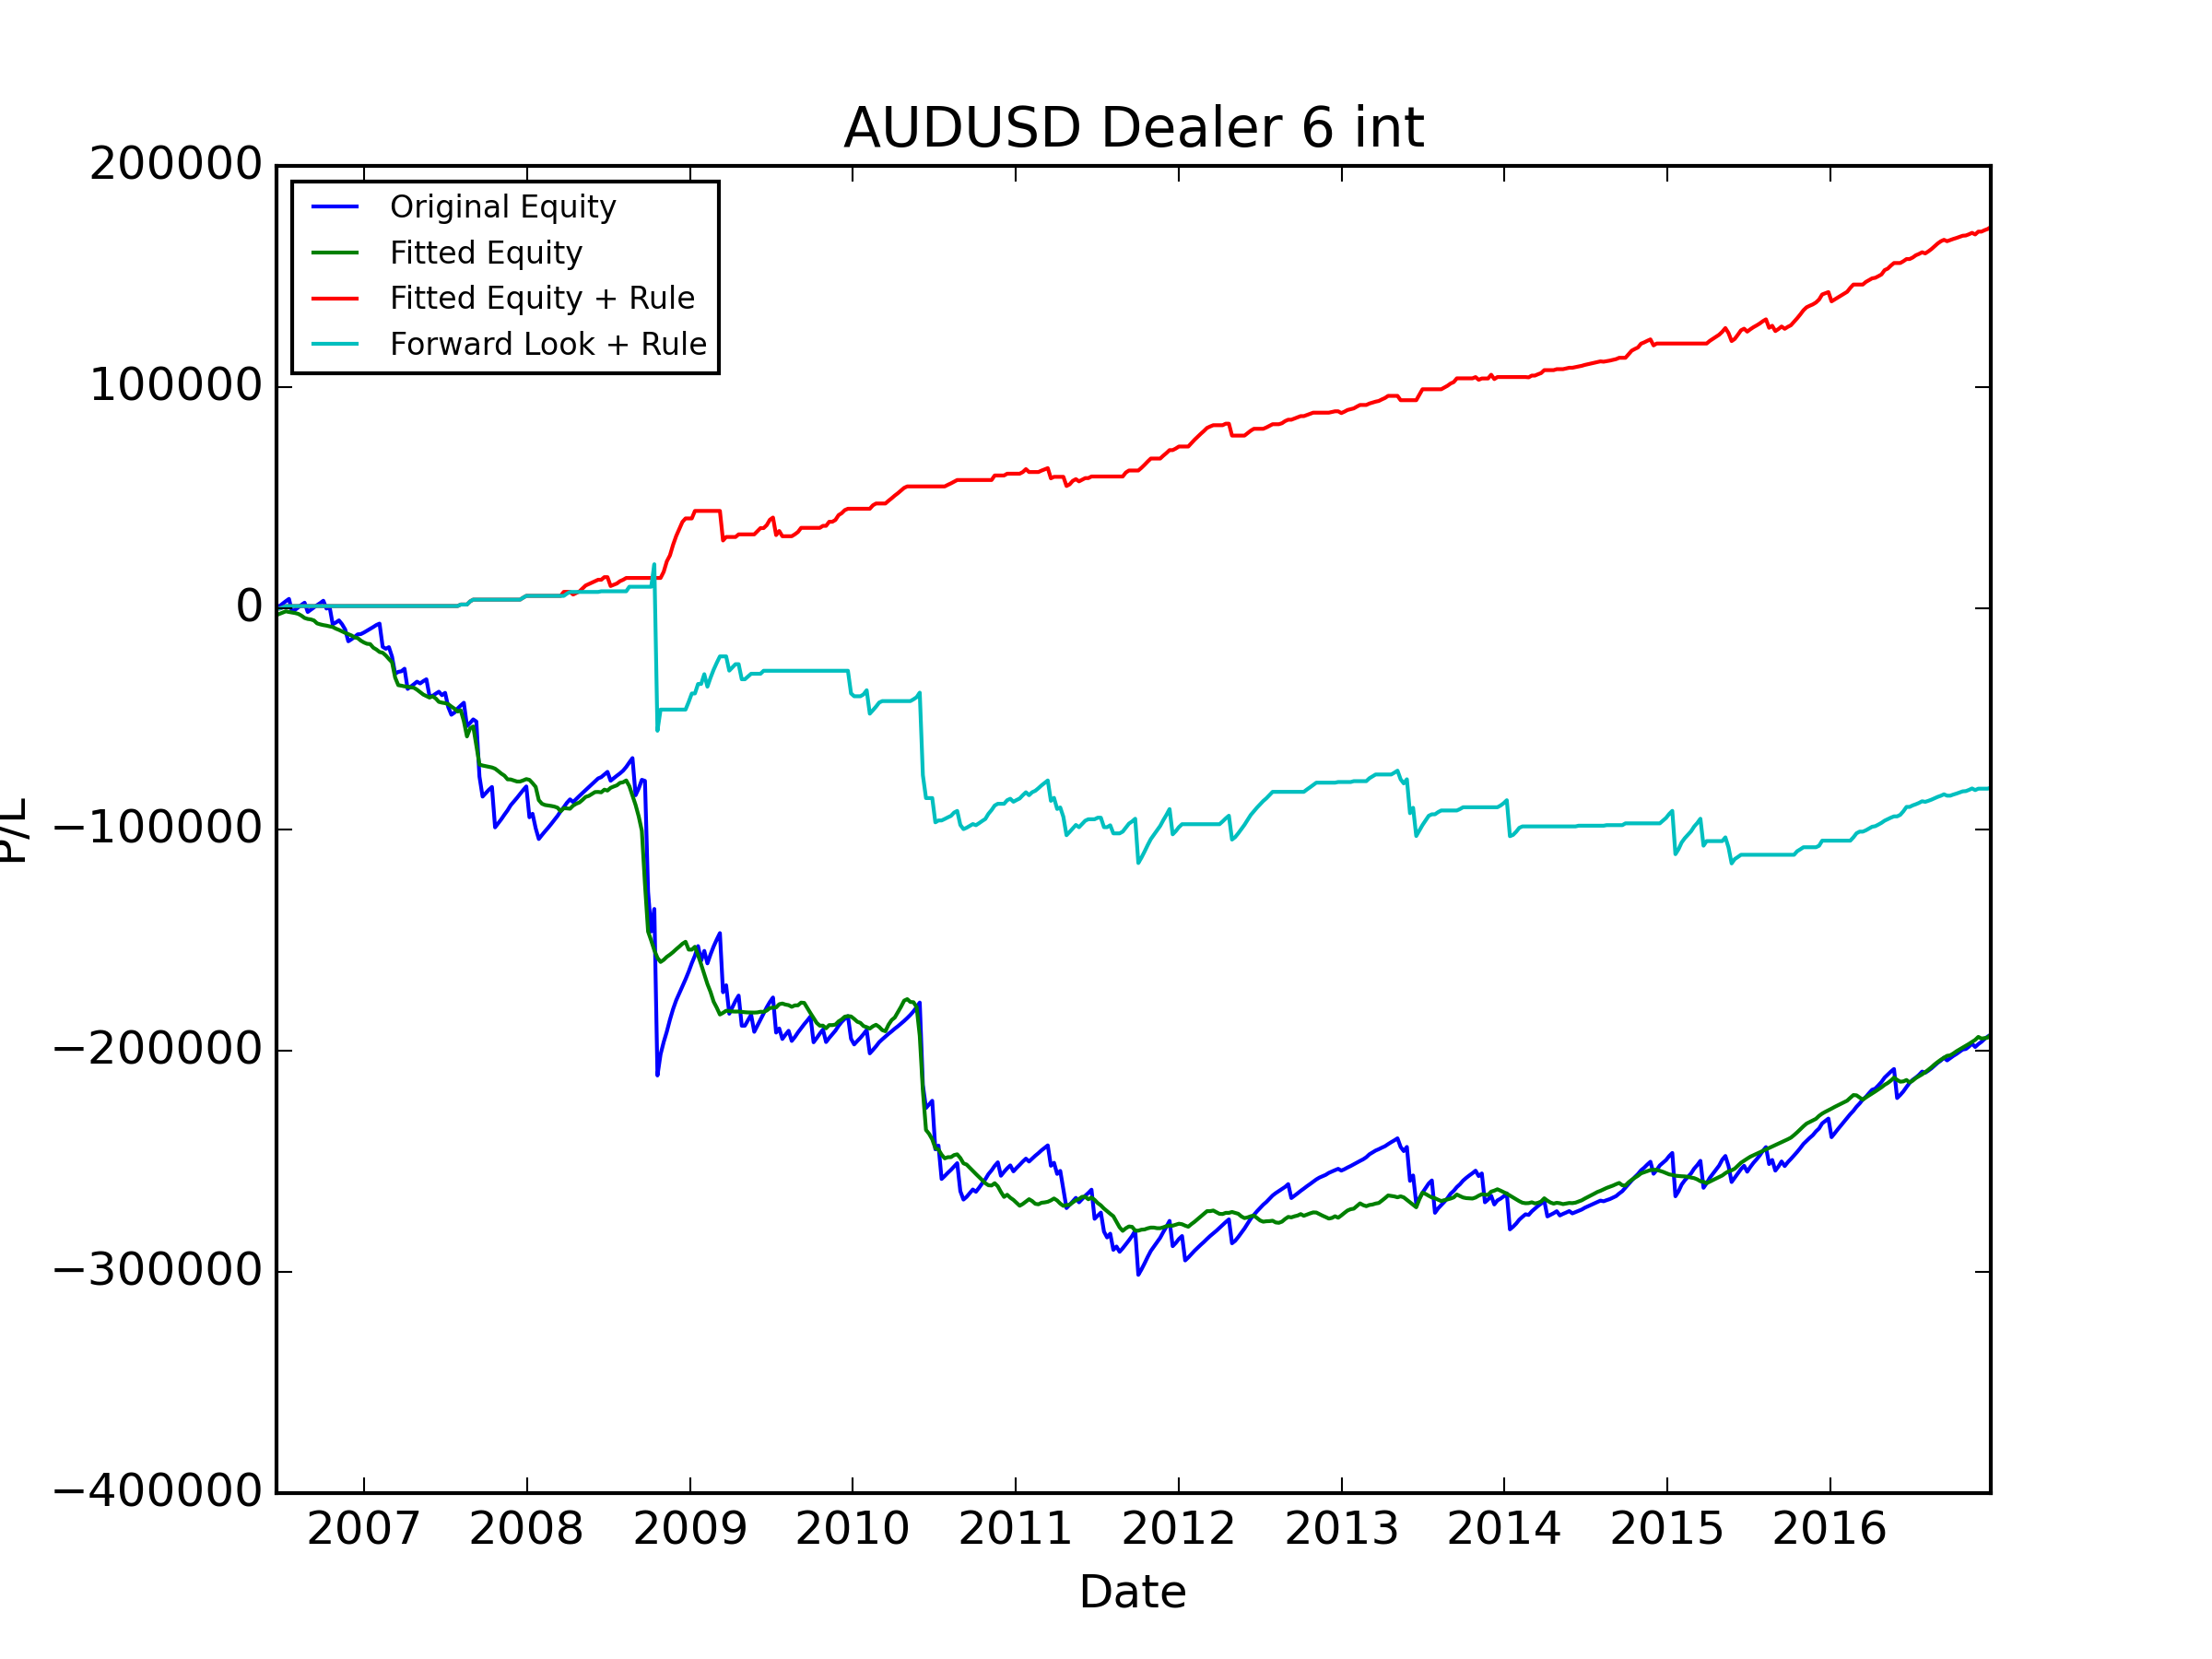 AUDUSD Dealer 6 int
200000
100000
0
−100000
−200000
−300000
−400000
P/L
Original Equity
Fitted Equity
Fitted Equity + Rule
Forward Look + Rule
2007 2008 2009 2010 2011 2012 2013 2014 2015 2016
Date